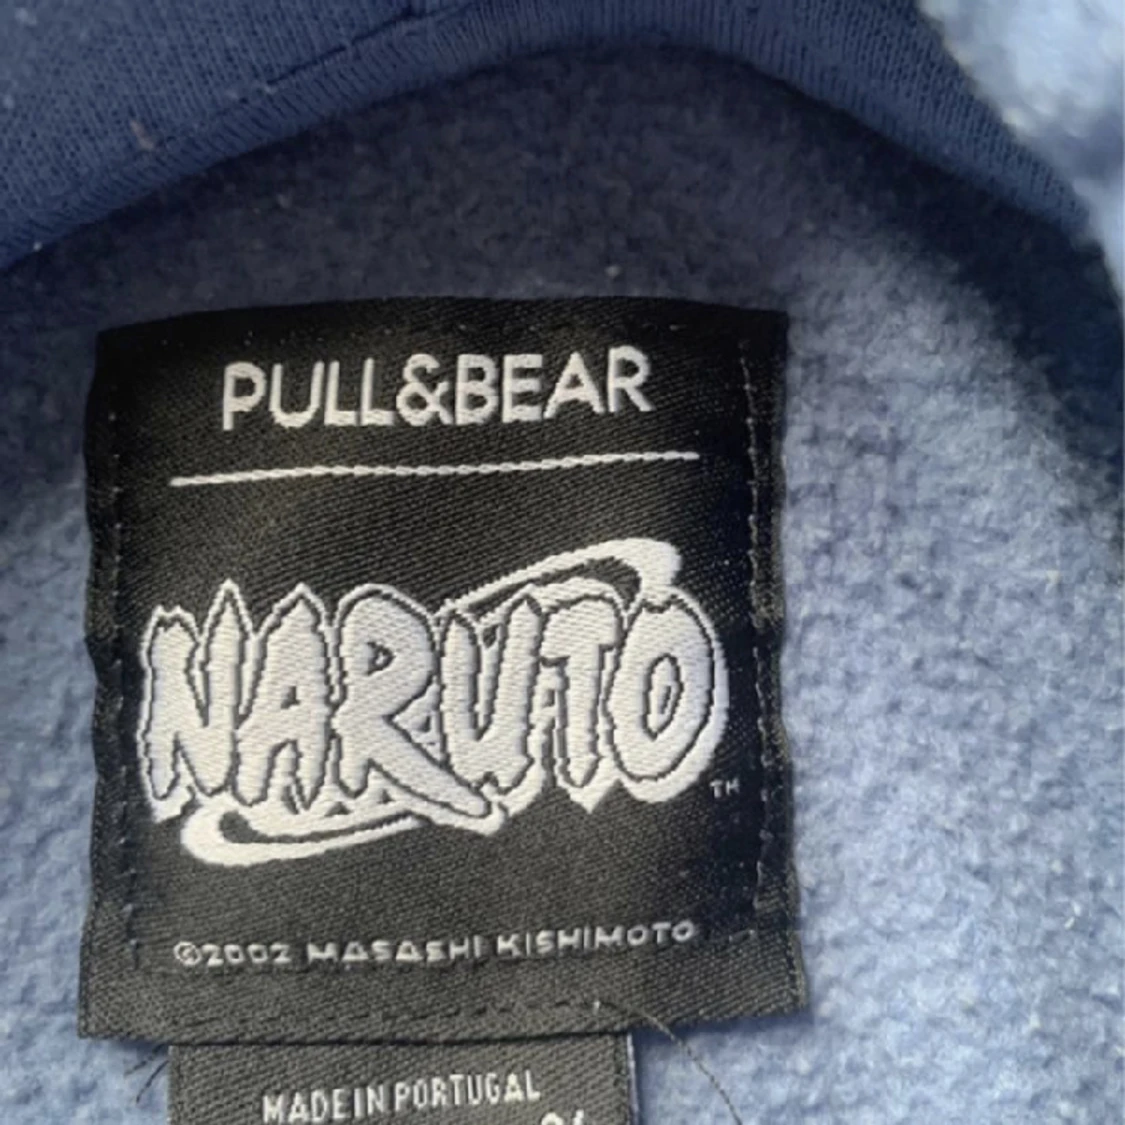 PULL&BEAR
NARUTO
TM
©2002 MASASHI KISHIMOTO
MADE IN PORTUGAL